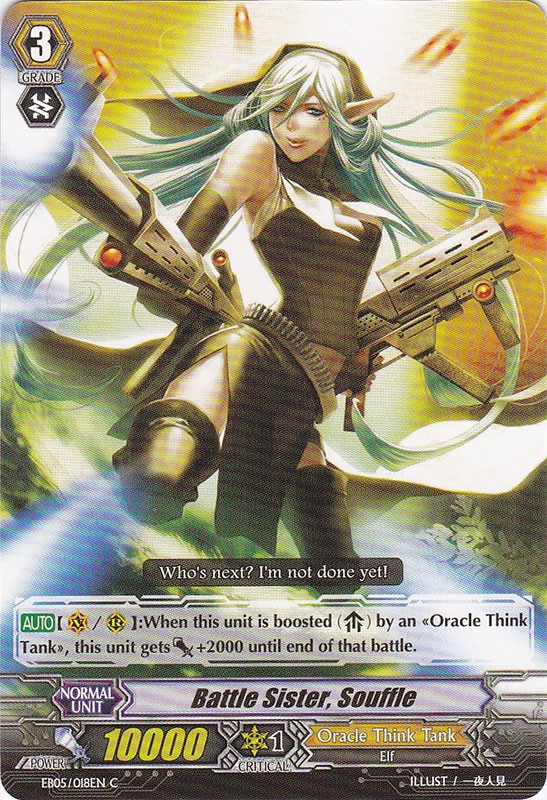 3
GRADE
Who's next? I'm not done yet!
AUTO【 V / R 】:When this unit is boosted ( ) by an «Oracle Think
Tank», this unit gets +2000 until end of that battle.
NORMAL
UNIT
Battle Sister, Souffle
POWER
10000
1
CRITICAL
Oracle Think Tank
Elf
EB05/018EN C
ILLUST / 一夜人見